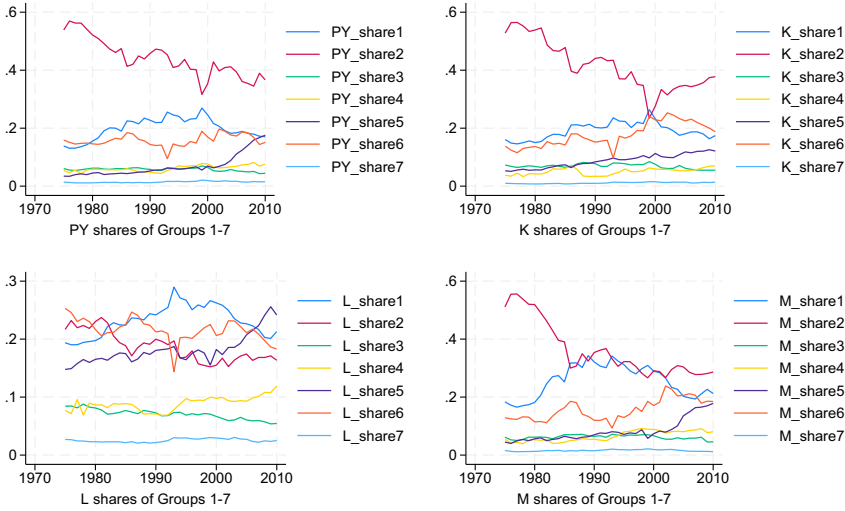 .6
.4
.2
0
1970 1980 1990 2000 2010
PY shares of Groups 1-7
PY_share1
PY_share2
PY_share3
PY_share4
PY_share5
PY_share6
PY_share7
.6
.4
.2
0
1970 1980 1990 2000 2010
K shares of Groups 1-7
K_share1
K_share2
K_share3
K_share4
K_share5
K_share6
K_share7
.3
.2
.1
0
1970 1980 1990 2000 2010
L shares of Groups 1-7
L_share1
L_share2
L_share3
L_share4
L_share5
L_share6
L_share7
.6
.4
.2
0
1970 1980 1990 2000 2010
M shares of Groups 1-7
M_share1
M_share2
M_share3
M_share4
M_share5
M_share6
M_share7